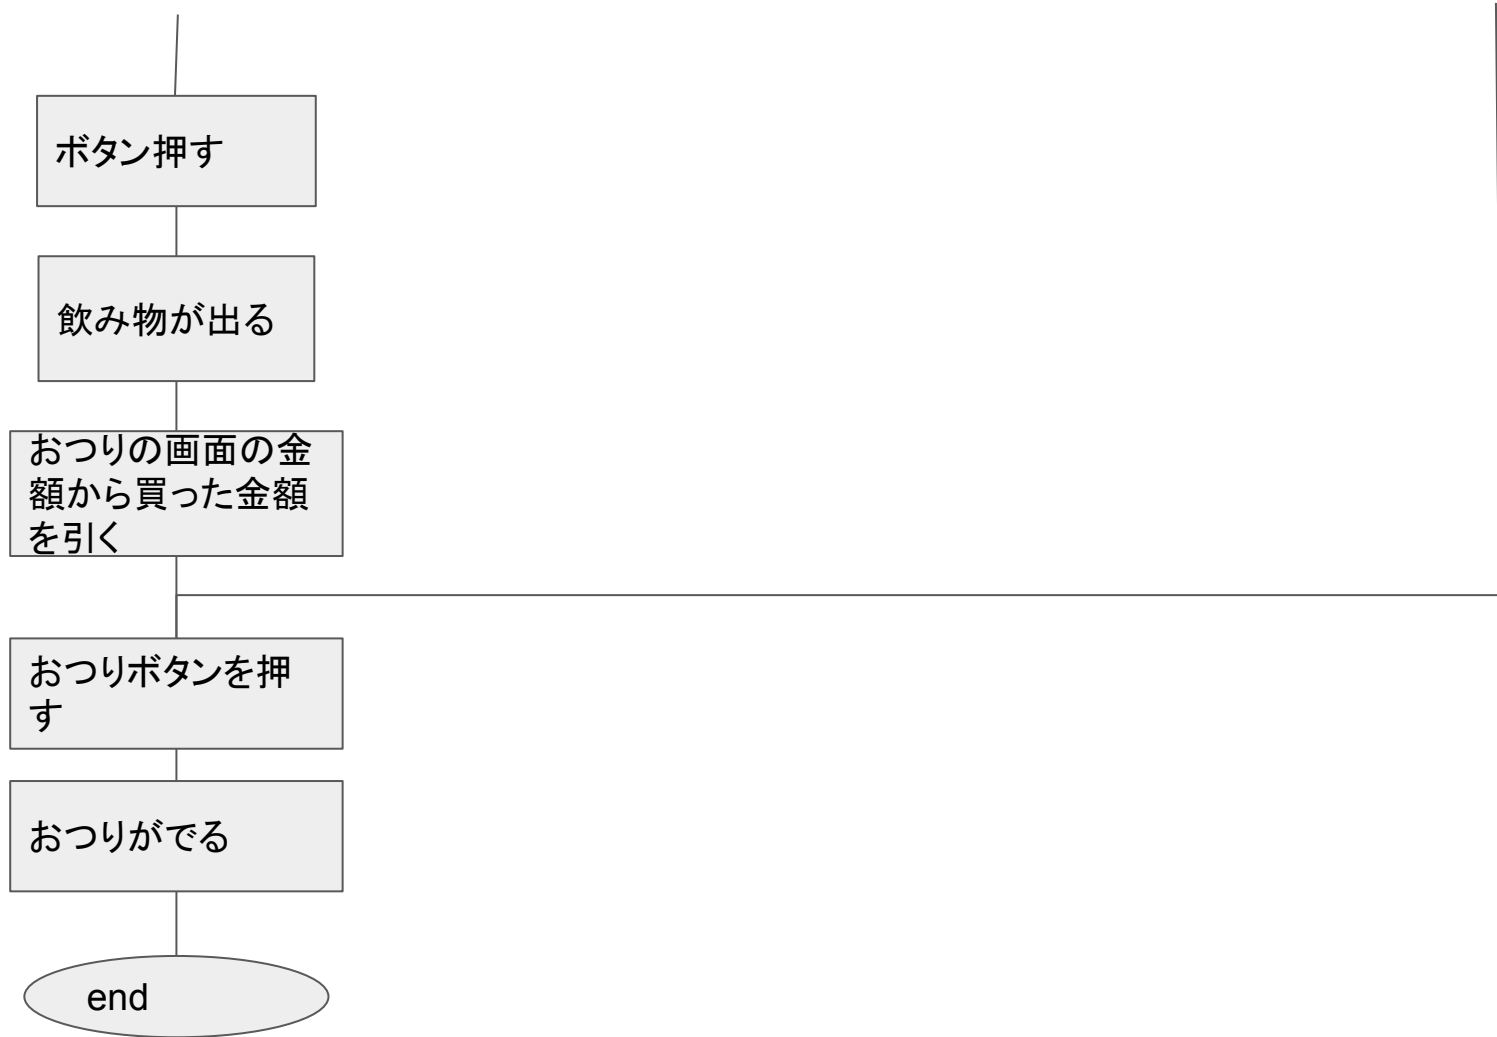 ボタン押す
飲み物が出る
おつりの画面の金
額から買った金額
を引く
おつりボタンを押
す
おつりがでる
end